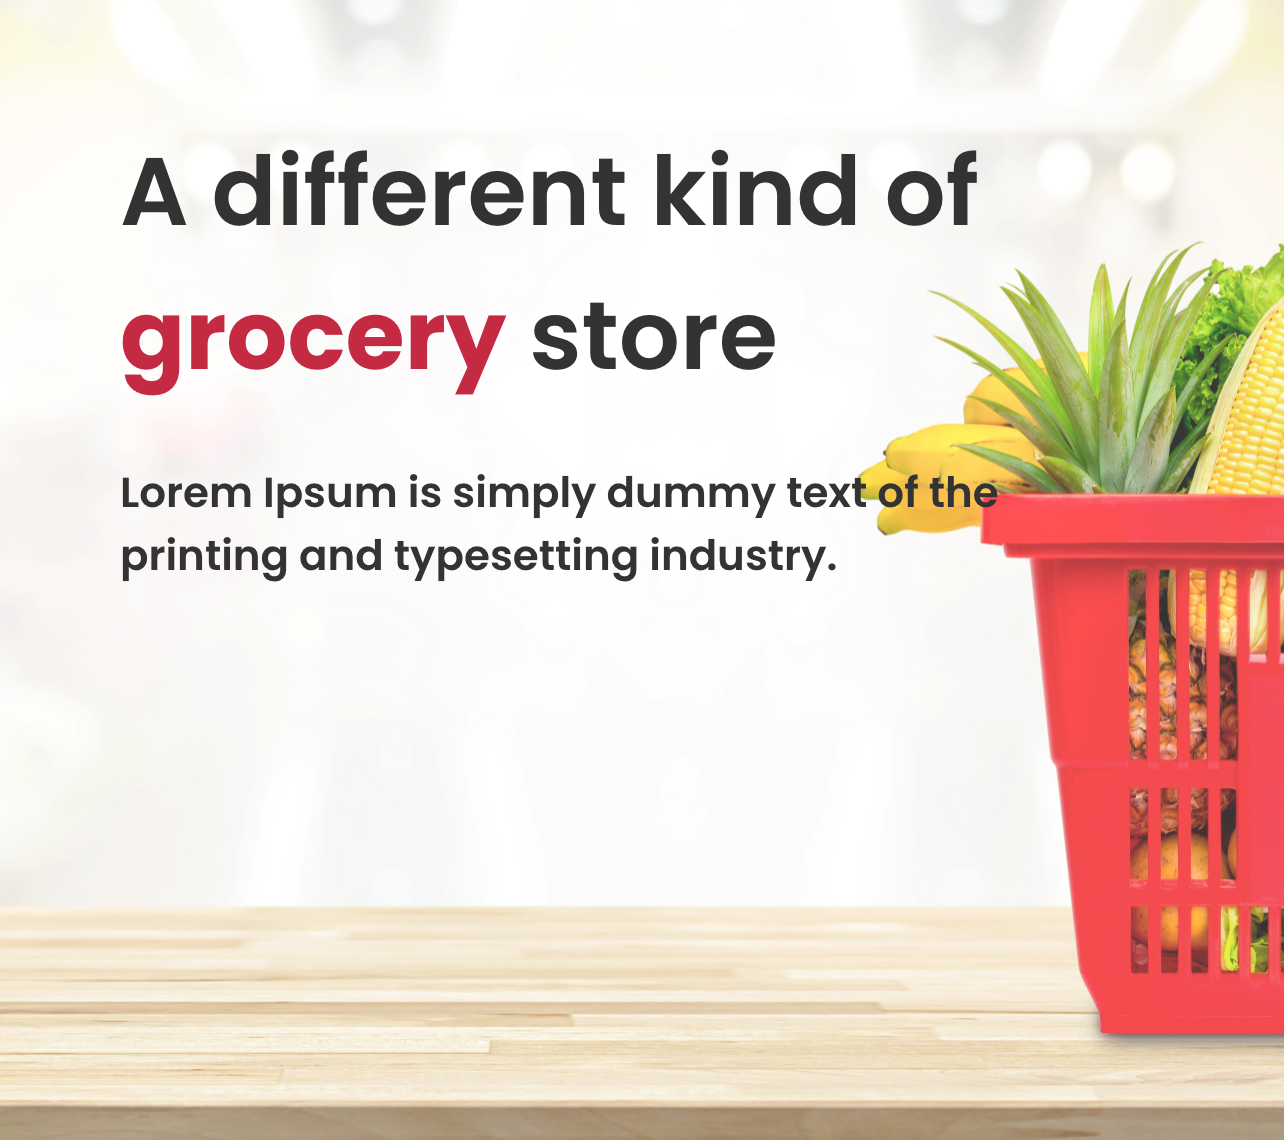 A different kind of
grocery store
Lorem Ipsum is simply dummy text of the
printing and typesetting industry.